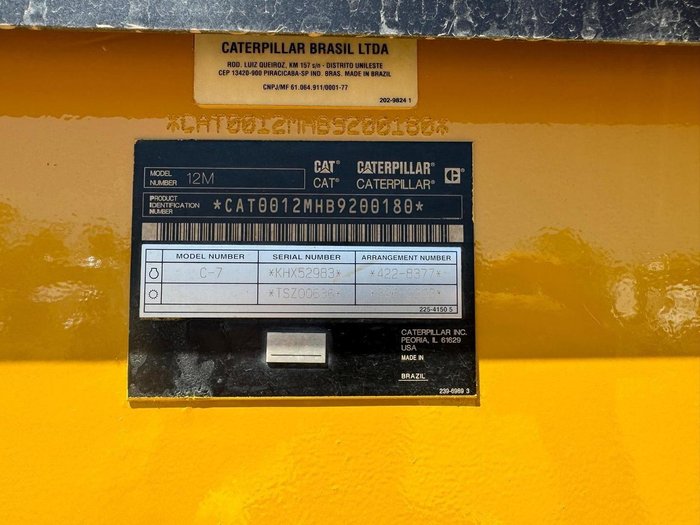 CATERPILLAR BRASIL LTDA
ROD. LUIZ QUEIROZ, KM 157 s/n - DISTRITO UNILESTE
CEP 13420-900 PIRACICABA-SP IND. BRAS. MADE IN BRAZIL
CNPJ/MF 61.064.911/0001-77
202-9824 1
*CAT0012MHB9200180*
MODEL NUMBER 12M
CAT® CATERPILLAR®
CAT® CATERPILLAR®
PRODUCT IDENTIFICATION NUMBER *CAT0012MHB9200180*
MODEL NUMBER SERIAL NUMBER ARRANGEMENT NUMBER
C-7 *KHX52983* *422-8377*
225-4150 5
CATERPILLAR INC.
PEORIA, IL 61629
USA
MADE IN
BRAZIL
239-6969 3